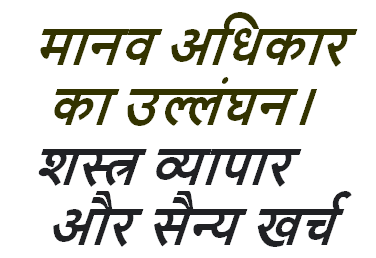 मानव अधिकार
का उल्लंघन।
शस्त्र व्यापार
और सैन्य खर्च